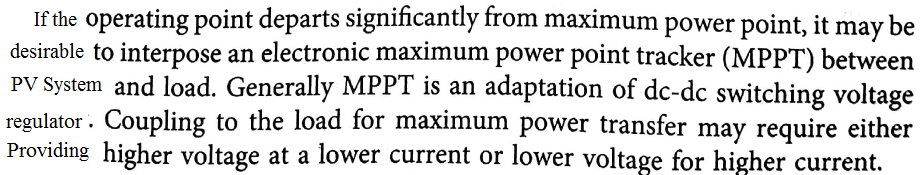 If the operating point departs significantly from maximum power point, it may be
desirable to interpose an electronic maximum power point tracker (MPPT) between
PV System and load. Generally MPPT is an adaptation of dc-dc switching voltage
regulator. Coupling to the load for maximum power transfer may require either
Providing higher voltage at a lower current or lower voltage for higher current.